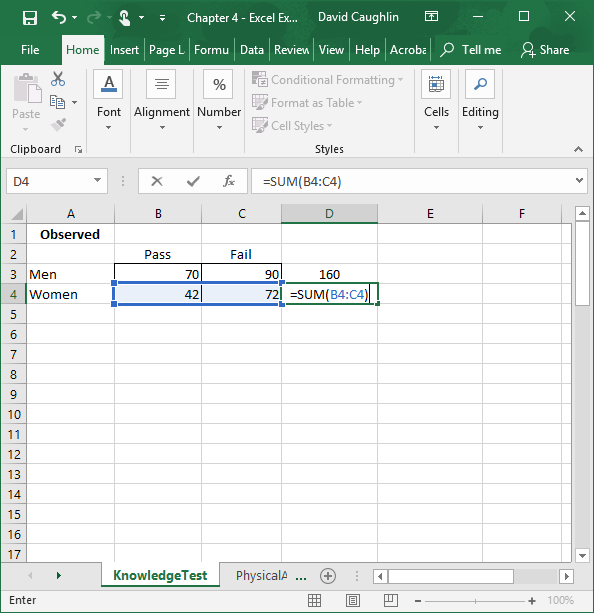 Chapter 4 - Excel Ex... David Caughlin
File Home Insert Page L Formu Data Review View Help Acroba Tell me Share
Paste
Clipboard
A
Font
Alignment
%
Number
Conditional Formatting
Format as Table
Cell Styles
Styles
Cells
Editing
D4 fx =SUM(B4:C4)
A B C D E F
1 Observed
2 Pass Fail
3 Men 70 90 160
4 Women 42 72 =SUM(B4:C4)
5
6
7
8
9
10
11
12
13
14
15
16
17
KnowledgeTest PhysicalA ...
Enter 100%